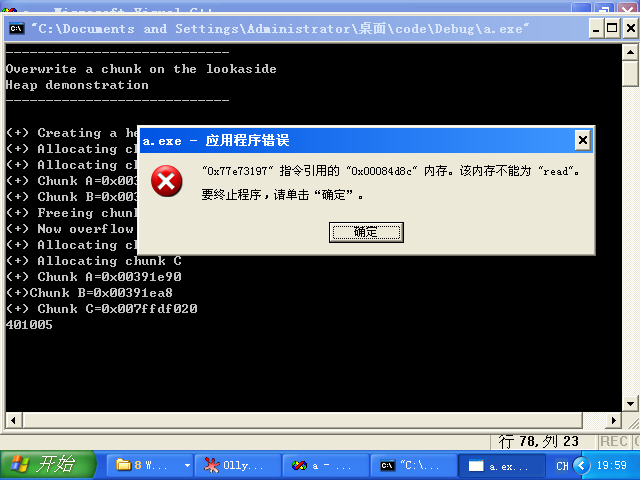 "C:\Documents and Settings\Administrator\桌面\code\Debug\a.exe"
----------------------------
Overwrite a chunk on the lookaside
Heap demonstration
----------------------------
(+) Creating a he
(+) Allocating ch
(+) Allocating ch
(+) Chunk A=0x003
(+) Chunk B=0x003
(+) Freeing chunk
(+) Now overflow
(+) Allocating ch
(+) Allocating chunk C
(+) Chunk A=0x00391e90
(+)Chunk B=0x00391ea8
(+) Chunk C=0x007ffdf020
401005
a.exe - 应用程序错误
"0x77e73197" 指令引用的 "0x00084d8c" 内存。该内存不能为 "read"。
要终止程序，请单击“确定”。
确定
行 78, 列 23 REC
开始 8 W... Olly... a - ... "C:\... a.ex... CH 19:59